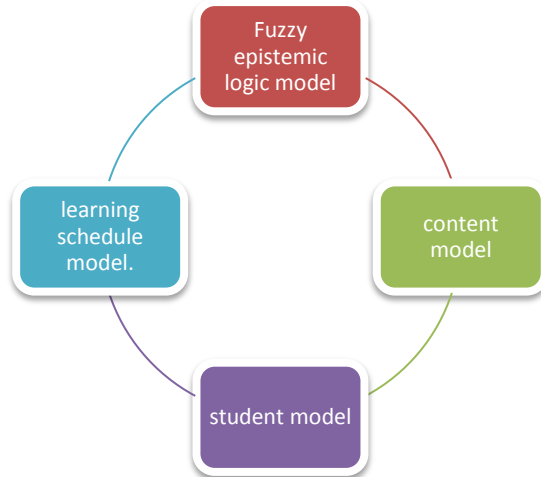 Fuzzy
epistemic
logic model
learning
schedule
model.
content
model
student model